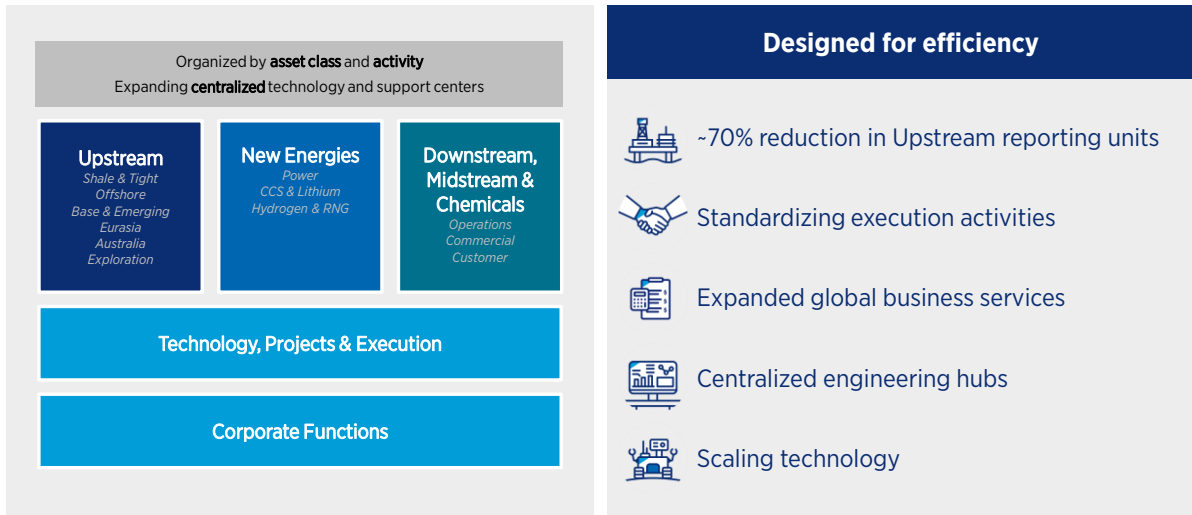 Organized by asset class and activity
Expanding centralized technology and support centers
Upstream
Shale & Tight
Offshore
Base & Emerging
Eurasia
Australia
Exploration
New Energies
Power
CCS & Lithium
Hydrogen & RNG
Downstream,
Midstream &
Chemicals
Operations
Commercial
Customer
Technology, Projects & Execution
Corporate Functions
Designed for efficiency
~70% reduction in Upstream reporting units
Standardizing execution activities
Expanded global business services
Centralized engineering hubs
Scaling technology